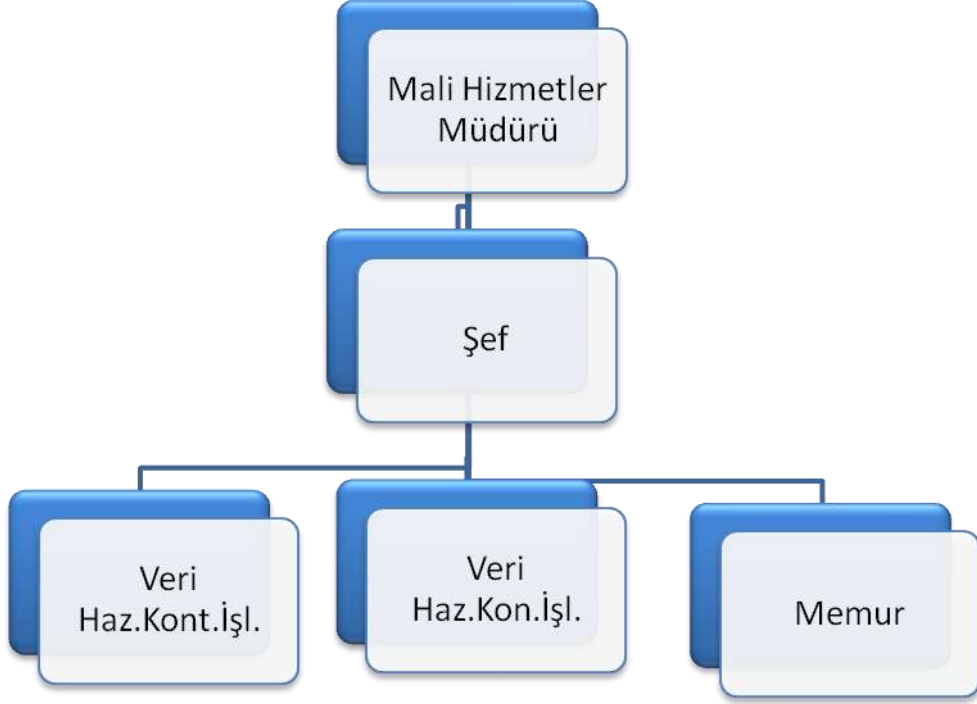 Mali Hizmetler
Müdürü
Şef
Veri
Haz.Kont.İşl.
Veri
Haz.Kon.İşl.
Memur